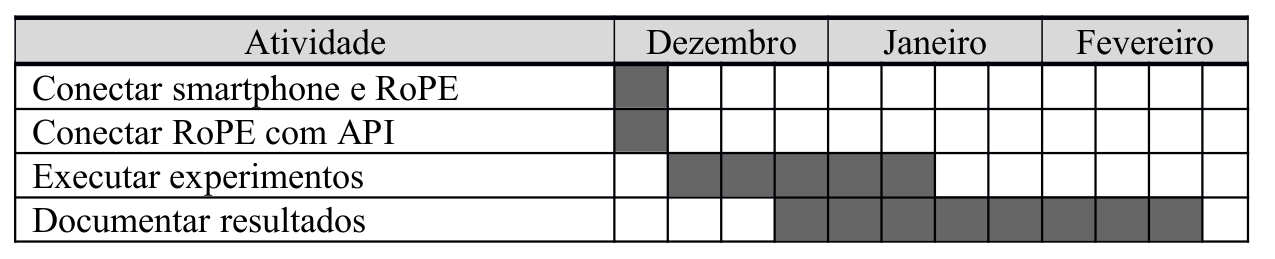 Atividade Dezembro Janeiro Fevereiro
Conectar smartphone e RoPE
Conectar RoPE com API
Executar experimentos
Documentar resultados